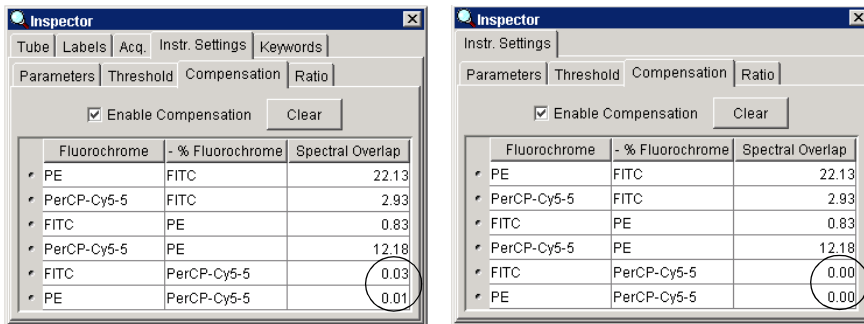 Inspector
Tube Labels Acq. Instr. Settings Keywords
Parameters Threshold Compensation Ratio
Enable Compensation Clear
Fluorochrome - % Fluorochrome Spectral Overlap
PE FITC 22.13
PerCP-Cy5-5 FITC 2.93
FITC PE 0.83
PerCP-Cy5-5 PE 12.18
FITC PerCP-Cy5-5 0.03
PE PerCP-Cy5-5 0.01
Inspector
Instr. Settings
Parameters Threshold Compensation Ratio
Enable Compensation Clear
Fluorochrome - % Fluorochrome Spectral Overlap
PE FITC 22.13
PerCP-Cy5-5 FITC 2.93
FITC PE 0.83
PerCP-Cy5-5 PE 12.18
FITC PerCP-Cy5-5 0.00
PE PerCP-Cy5-5 0.00